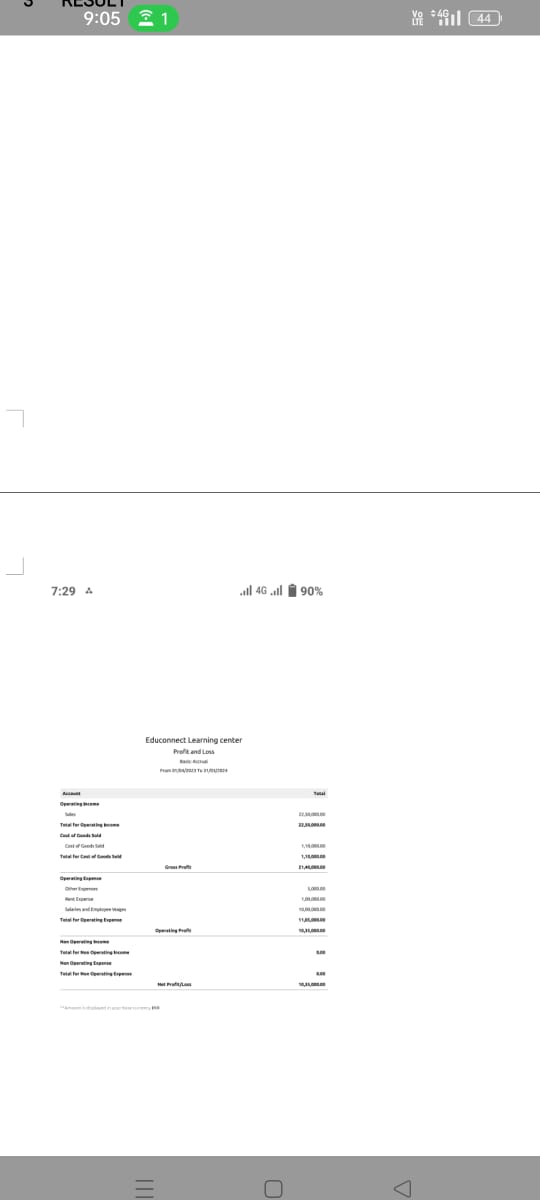 3 RESULT
9:05 1 Vo LTE 4G 44
7:29 4G 90%
Educonnect Learning center
Profit and Loss
Basis: Accrual
From 01/04/2023 To 31/03/2024
Account Total
Operating Income
Sales 22,50,000.00
Total for Operating Income 22,50,000.00
Cost of Goods Sold
Cost of Goods Sold 1,10,000.00
Total for Cost of Goods Sold 1,10,000.00
Gross Profit 21,40,000.00
Operating Expense
Other Expenses 5,000.00
Rent Expense 1,00,000.00
Salaries and Employee Wages 10,00,000.00
Total for Operating Expense 11,05,000.00
Operating Profit 10,35,000.00
Non Operating Income
Total for Non Operating Income 0.00
Non Operating Expense
Total for Non Operating Expense 0.00
Net Profit/Loss 10,35,000.00
**Amount is displayed in your base currency INR